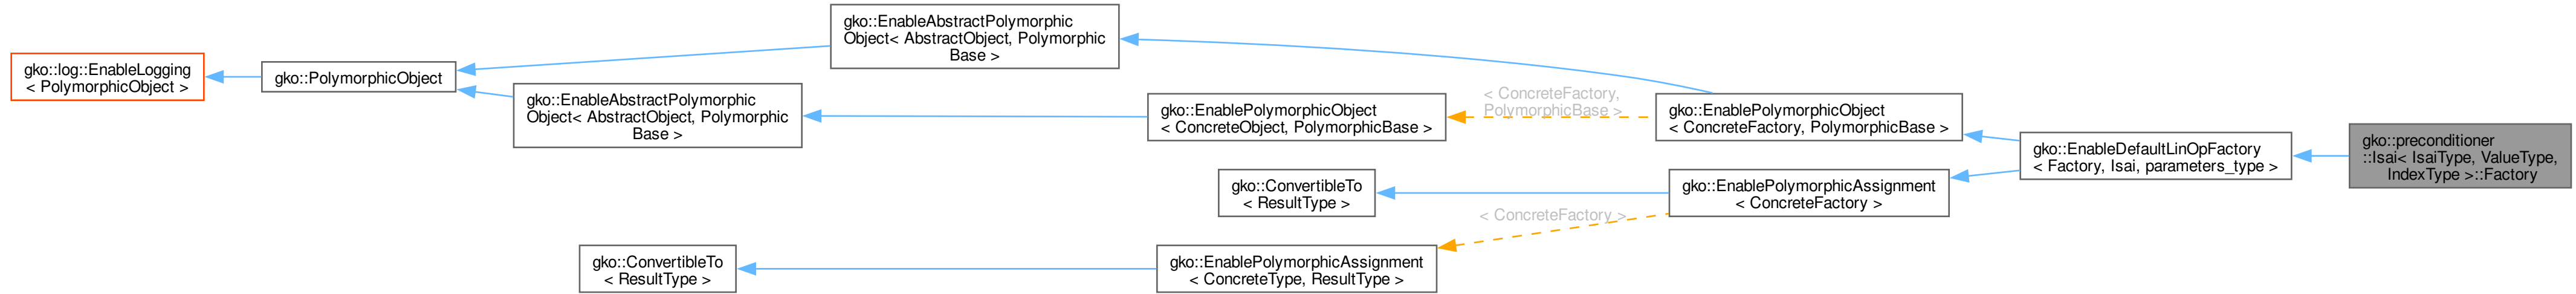 gko::log::EnableLogging
< PolymorphicObject >
gko::PolymorphicObject
gko::EnableAbstractPolymorphic
Object< AbstractObject, Polymorphic
Base >
gko::EnableAbstractPolymorphic
Object< AbstractObject, Polymorphic
Base >
gko::EnablePolymorphicObject
< ConcreteObject, PolymorphicBase >
< ConcreteFactory,
PolymorphicBase >
gko::EnablePolymorphicObject
< ConcreteFactory, PolymorphicBase >
gko::ConvertibleTo
< ResultType >
gko::EnablePolymorphicAssignment
< ConcreteFactory >
< ConcreteFactory >
gko::ConvertibleTo
< ResultType >
gko::EnablePolymorphicAssignment
< ConcreteType, ResultType >
gko::EnableDefaultLinOpFactory
< Factory, Isai, parameters_type >
gko::preconditioner
::Isai< IsaiType, ValueType,
IndexType >::Factory